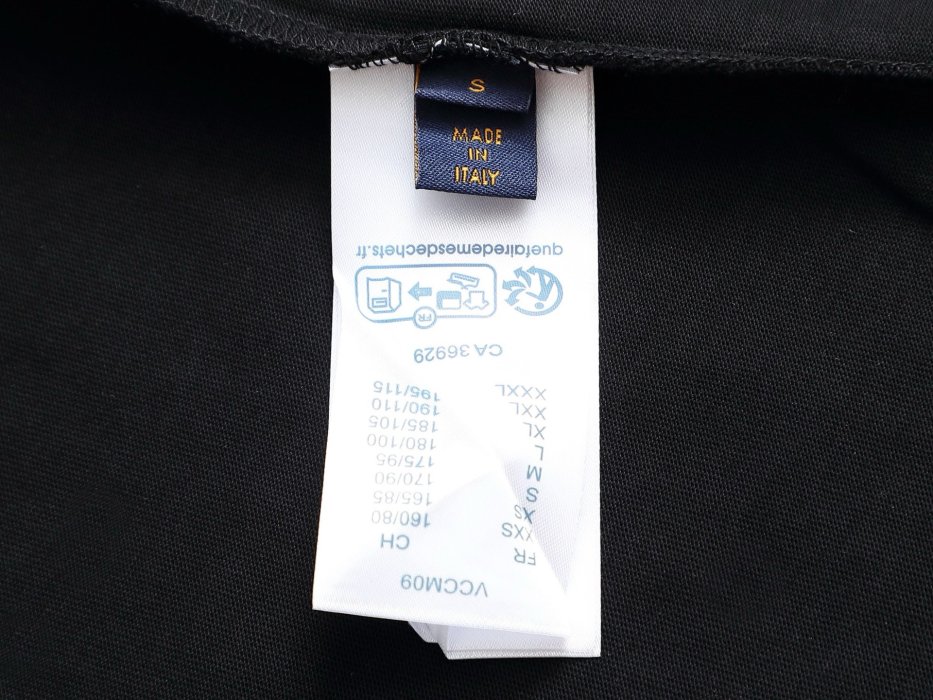 S
MADE
IN
ITALY
VCCM09
FR CH
XXS 160/80
XS 165/85
S 170/90
M 175/95
L 180/100
XL 185/105
XXL 190/110
XXXL 195/115
CA 36929
FR
quefairedemesdechets.fr